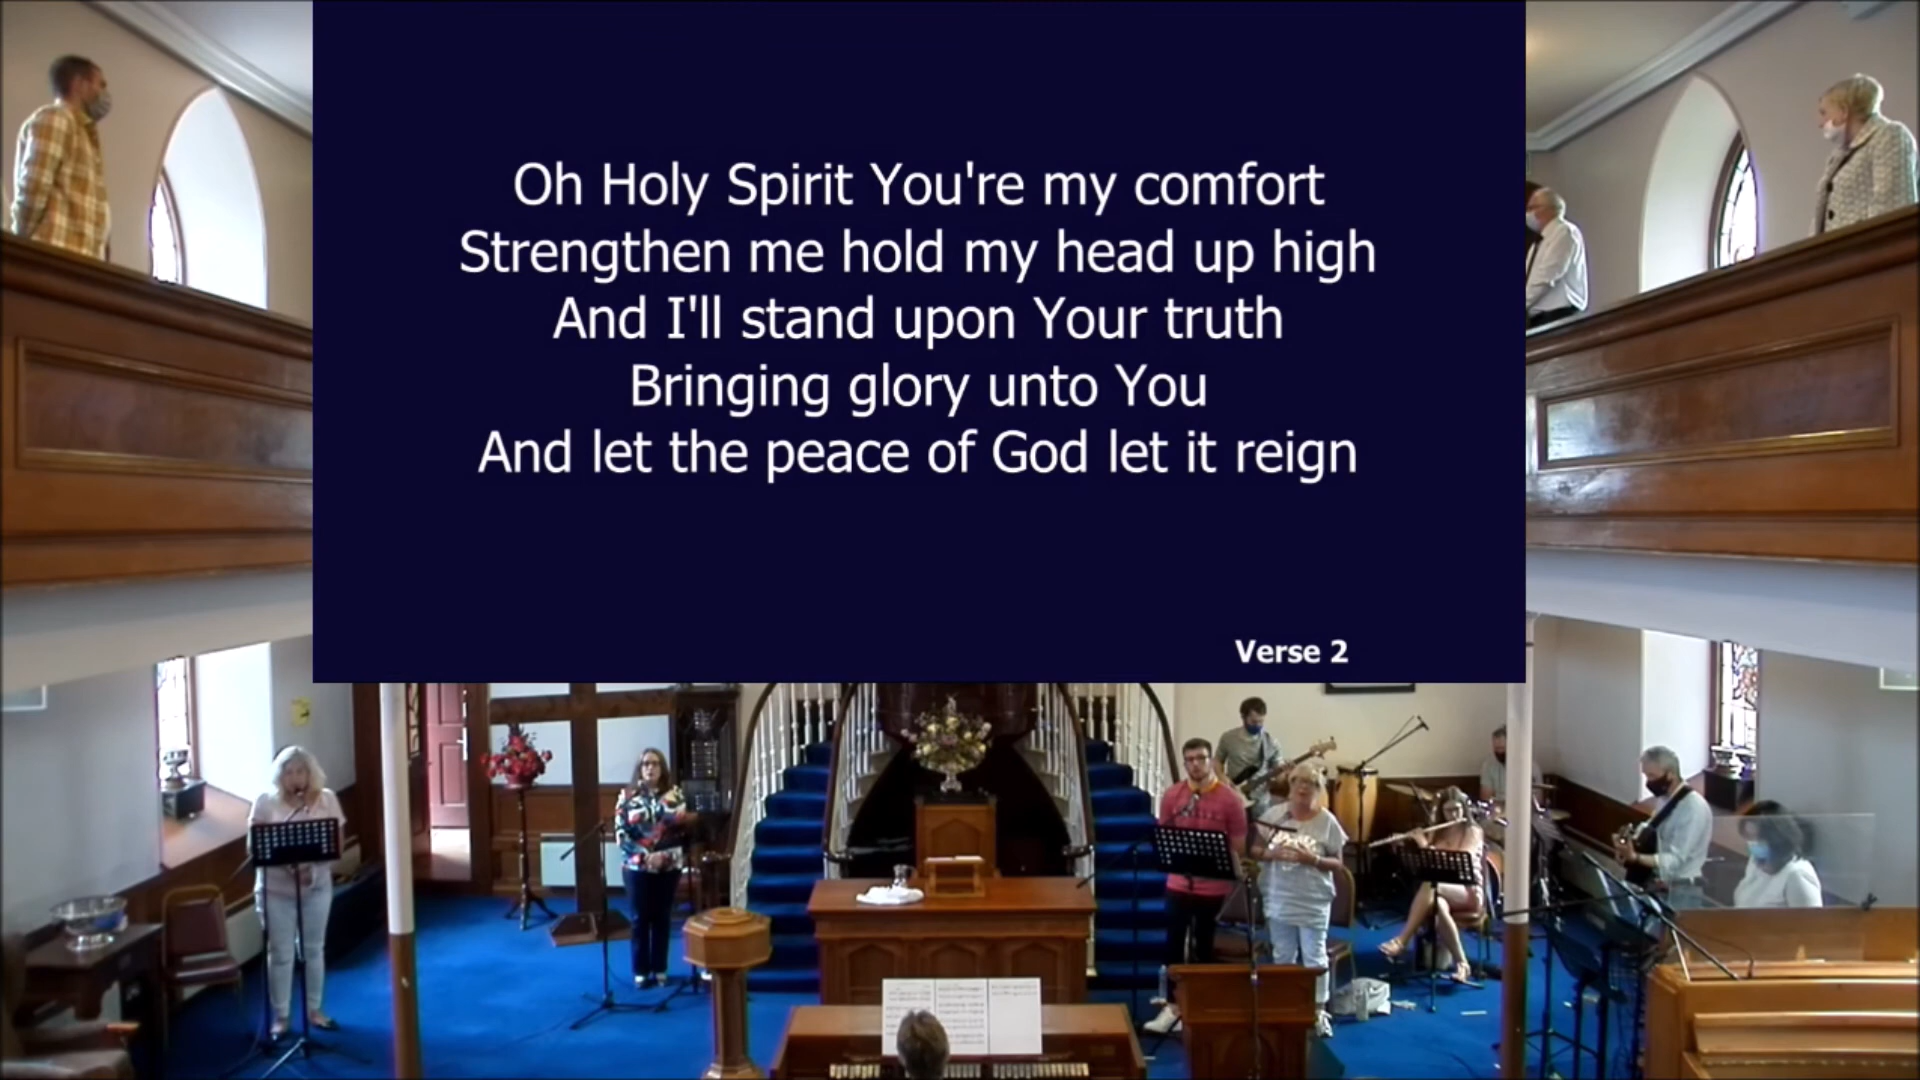 Oh Holy Spirit You're my comfort
Strengthen me hold my head up high
And I'll stand upon Your truth
Bringing glory unto You
And let the peace of God let it reign
Verse 2